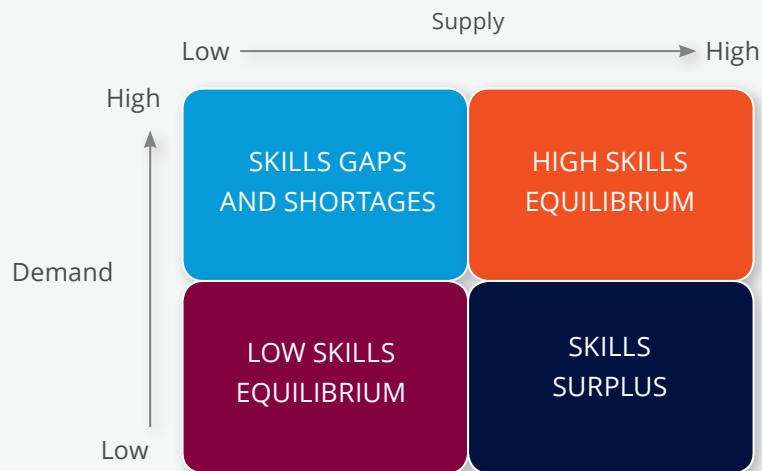 Supply
Low
High
High
SKILLS GAPS
AND SHORTAGES
HIGH SKILLS
EQUILIBRIUM
Demand
LOW SKILLS
EQUILIBRIUM
SKILLS
SURPLUS
Low